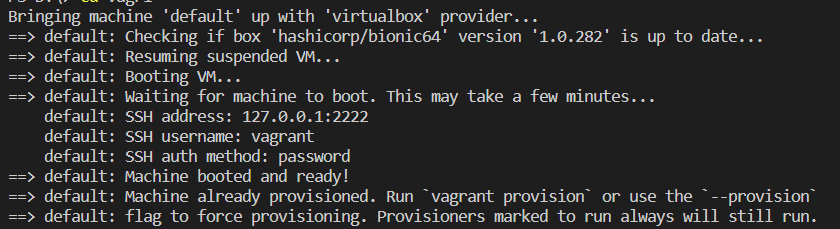 Bringing machine 'default' up with 'virtualbox' provider...
==> default: Checking if box 'hashicorp/bionic64' version '1.0.282' is up to date...
==> default: Resuming suspended VM...
==> default: Booting VM...
==> default: Waiting for machine to boot. This may take a few minutes...
    default: SSH address: 127.0.0.1:2222
    default: SSH username: vagrant
    default: SSH auth method: password
==> default: Machine booted and ready!
==> default: Machine already provisioned. Run `vagrant provision` or use the `--provision`
==> default: flag to force provisioning. Provisioners marked to run always will still run.